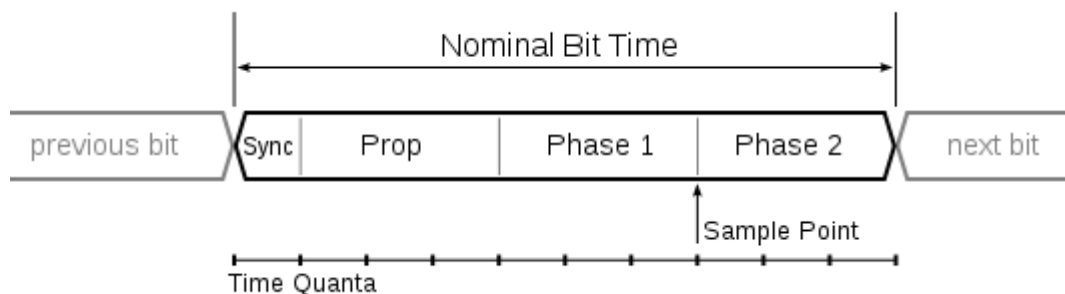 Nominal Bit Time
previous bit Sync Prop Phase 1 Phase 2 next bit
Sample Point
Time Quanta